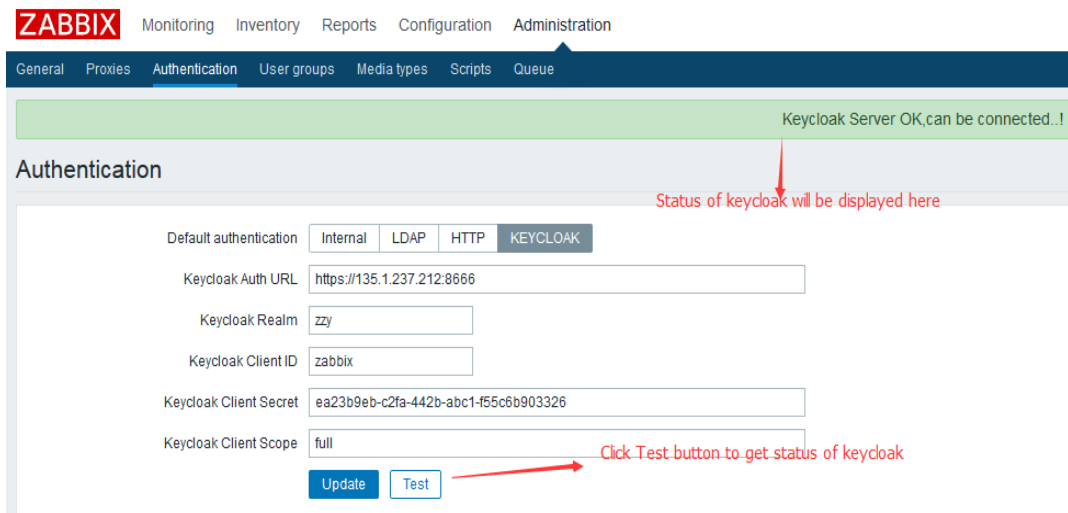 ZABBIX Monitoring Inventory Reports Configuration Administration
General Proxies Authentication User groups Media types Scripts Queue
Keycloak Server OK,can be connected..!
Authentication
Status of keycloak will be displayed here
Default authentication Internal LDAP HTTP KEYCLOAK
Keycloak Auth URL https://135.1.237.212:8666
Keycloak Realm zzy
Keycloak Client ID zabbix
Keycloak Client Secret ea23b9eb-c2fa-442b-abc1-f55c6b903326
Keycloak Client Scope full
Click Test button to get status of keycloak
Update Test